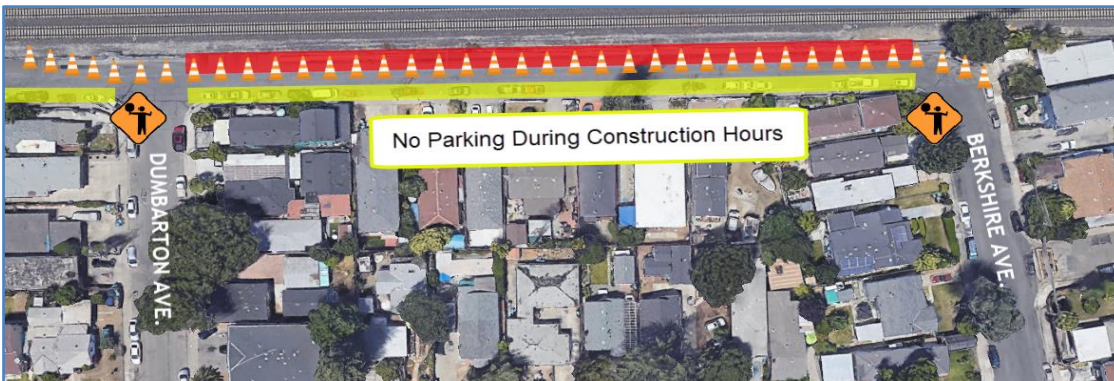 No Parking During Construction Hours
DUMBARTON AVE.
BERKSHIRE AVE.